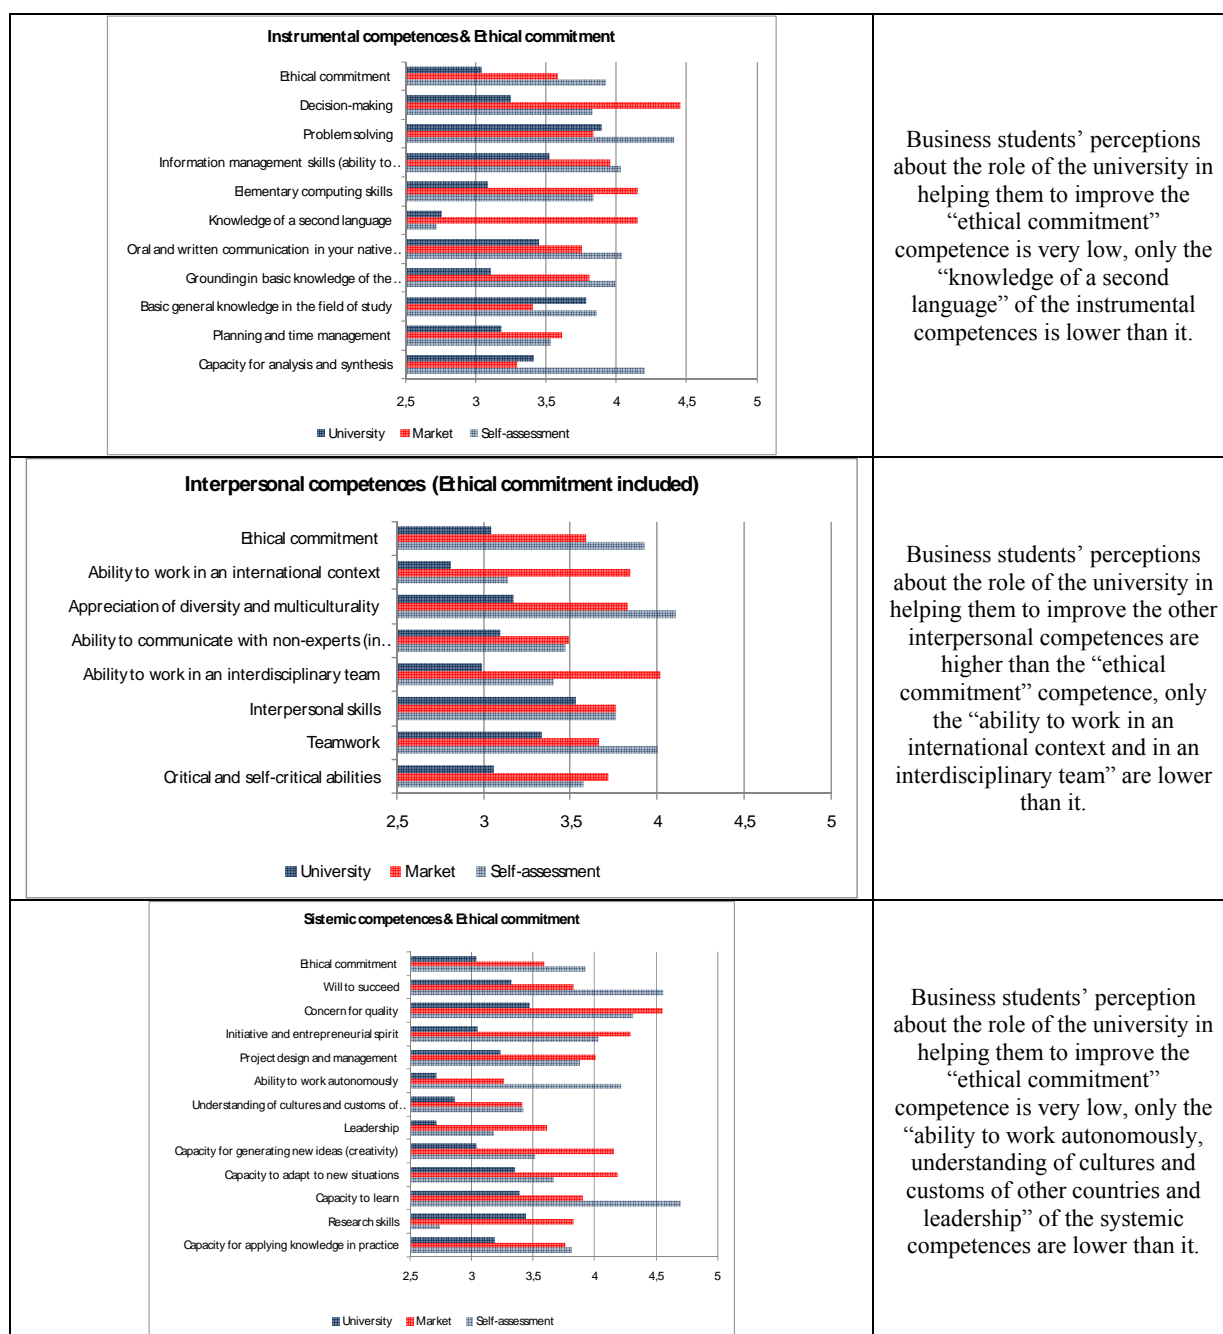 Instrumental competences & Ethical commitment
Ethical commitment
Decision-making
Problem solving
Information management skills (ability to..
Elementary computing skills
Knowledge of a second language
Oral and written communication in your native..
Grounding in basic knowledge of the..
Basic general knowledge in the field of study
Planning and time management
Capacity for analysis and synthesis
2,5 3 3,5 4 4,5 5
University Market Self-assessment
Business students’ perceptions
about the role of the university in
helping them to improve the
“ethical commitment”
competence is very low, only the
“knowledge of a second
language” of the instrumental
competences is lower than it.
Interpersonal competences (Ethical commitment included)
Ethical commitment
Ability to work in an international context
Appreciation of diversity and multiculturality
Ability to communicate with non-experts (in..
Ability to work in an interdisciplinary team
Interpersonal skills
Teamwork
Critical and self-critical abilities
2,5 3 3,5 4 4,5 5
University Market Self-assessment
Business students’ perceptions
about the role of the university in
helping them to improve the other
interpersonal competences are
higher than the “ethical
commitment” competence, only
the “ability to work in an
international context and in an
interdisciplinary team” are lower
than it.
Sistemic competences & Ethical commitment
Ethical commitment
Will to succeed
Concern for quality
Initiative and entrepreneurial spirit
Project design and management
Ability to work autonomously
Understanding of cultures and customs of..
Leadership
Capacity for generating new ideas (creativity)
Capacity to adapt to new situations
Capacity to learn
Research skills
Capacity for applying knowledge in practice
2,5 3 3,5 4 4,5 5
University Market Self-assessment
Business students’ perception
about the role of the university in
helping them to improve the
“ethical commitment”
competence is very low, only the
“ability to work autonomously,
understanding of cultures and
customs of other countries and
leadership” of the systemic
competences are lower than it.